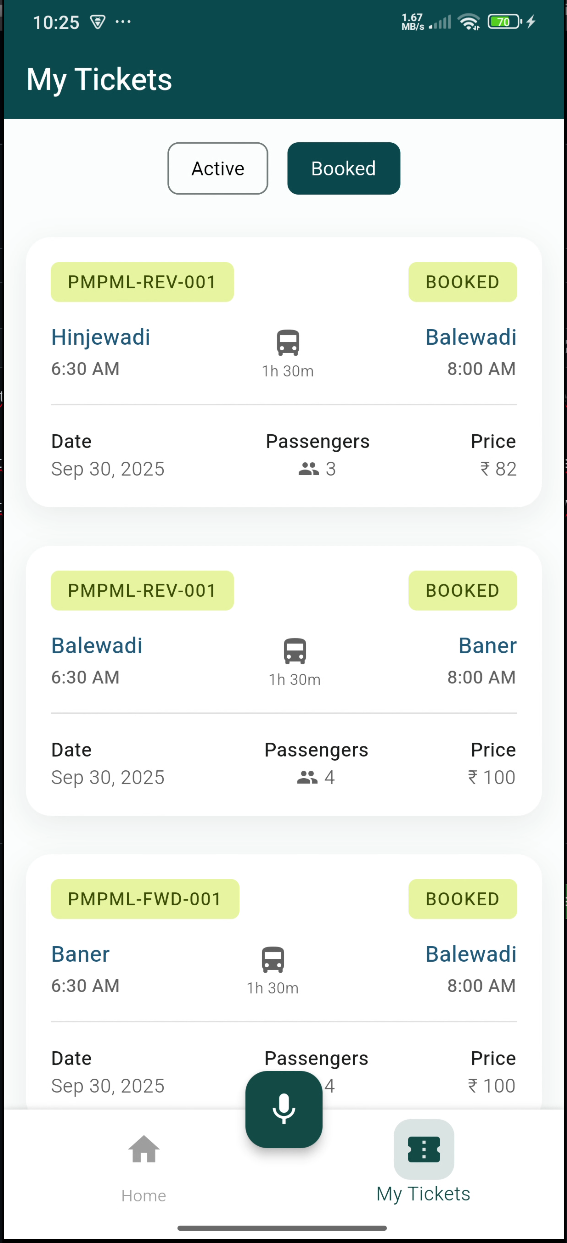 10:25 ... 1.67 MB/s 70
My Tickets
Active Booked
PMPML-REV-001 BOOKED
Hinjewadi Balewadi
6:30 AM 1h 30m 8:00 AM
Date Passengers Price
Sep 30, 2025 3 ₹ 82
PMPML-REV-001 BOOKED
Balewadi Baner
6:30 AM 1h 30m 8:00 AM
Date Passengers Price
Sep 30, 2025 4 ₹ 100
PMPML-FWD-001 BOOKED
Baner Balewadi
6:30 AM 1h 30m 8:00 AM
Date Passengers Price
Sep 30, 2025 4 ₹ 100
Home My Tickets